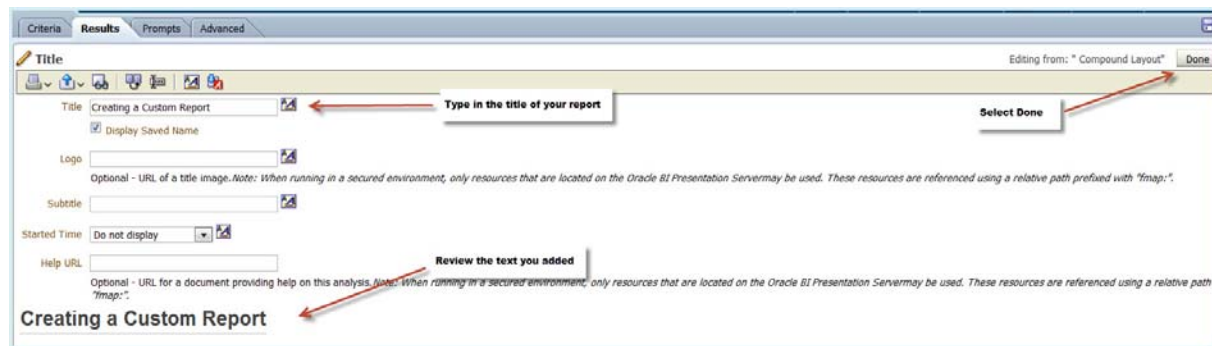 Criteria Results Prompts Advanced
Title
Editing from: " Compound Layout" Done
Title Creating a Custom Report
Type in the title of your report
Display Saved Name
Select Done
Logo
Optional - URL of a title image.Note: When running in a secured environment, only resources that are located on the Oracle BI Presentation Servermay be used. These resources are referenced using a relative path prefixed with "fmap:".
Subtitle
Started Time Do not display
Help URL
Review the text you added
Optional - URL for a document providing help on this analysis.Note: When running in a secured environment, only resources that are located on the Oracle BI Presentation Servermay be used. These resources are referenced using a relative path
"fmap:".
Creating a Custom Report